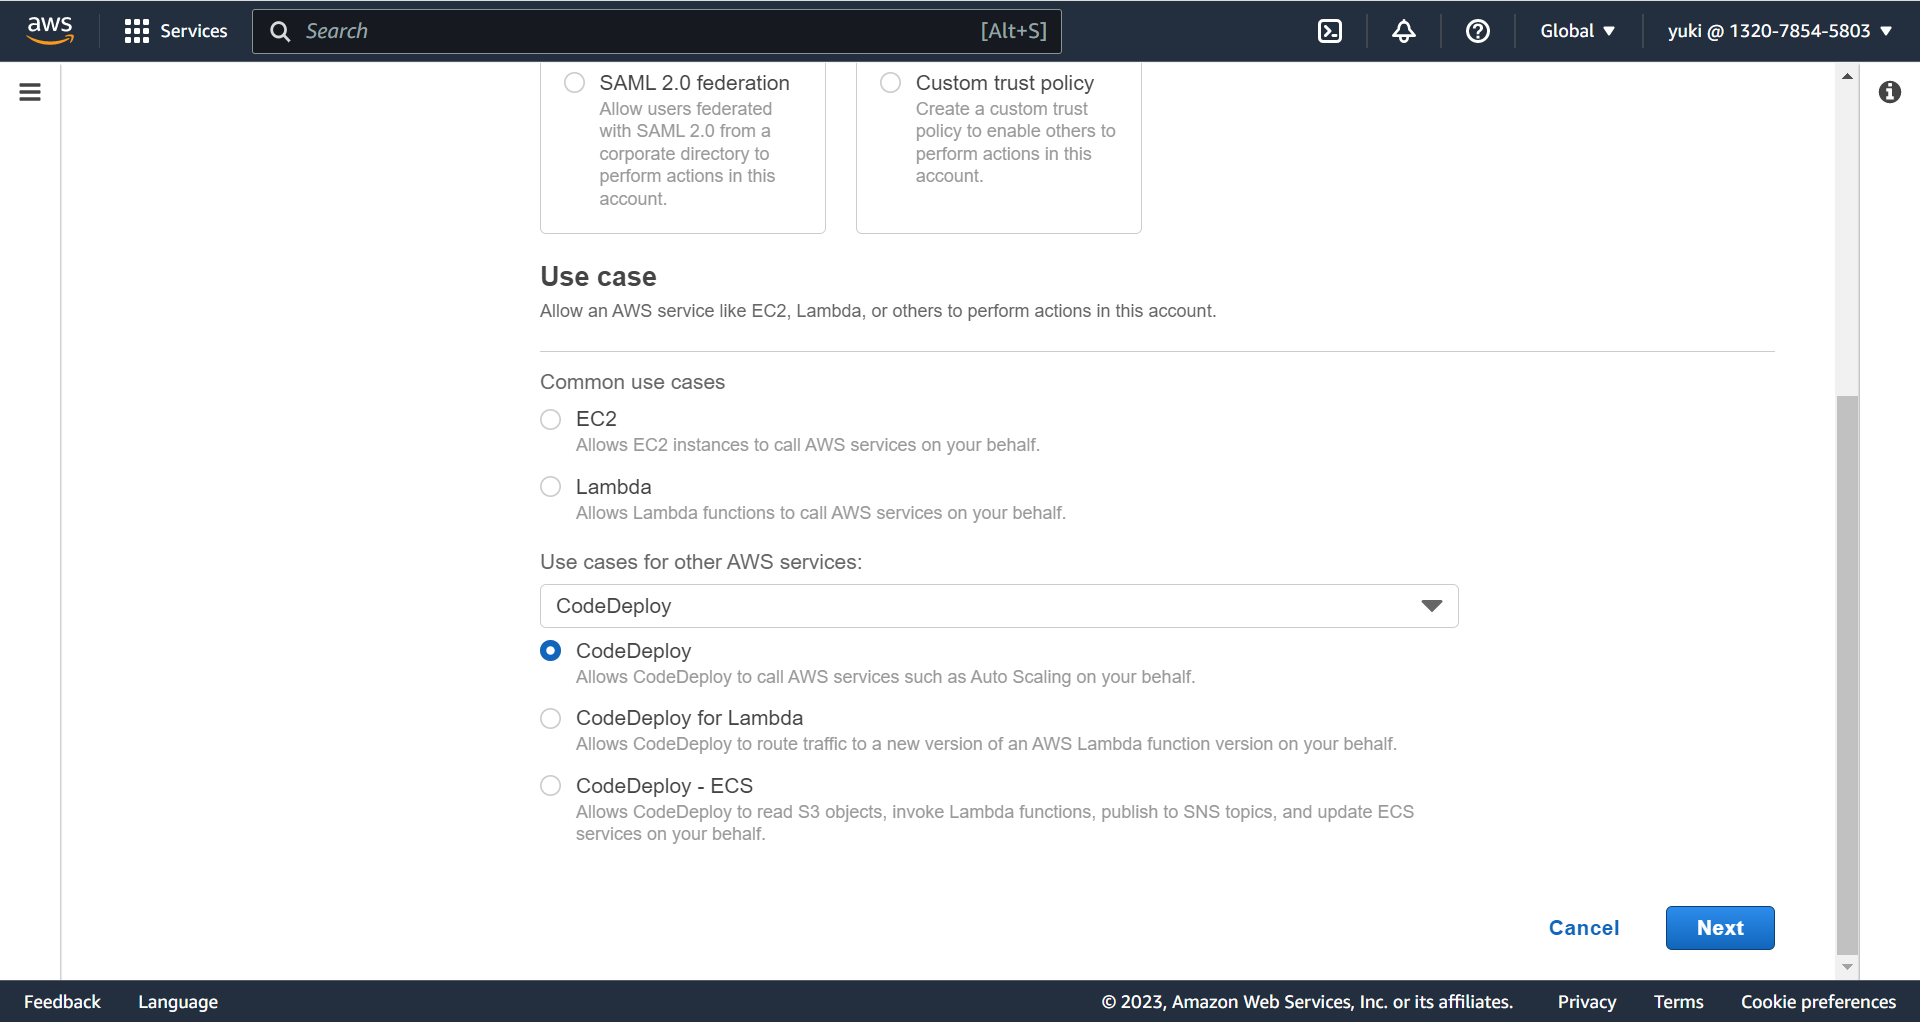 aws Services Search [Alt+S] Global yuki @ 1320-7854-5803
SAML 2.0 federation
Allow users federated
with SAML 2.0 from a
corporate directory to
perform actions in this
account.
Custom trust policy
Create a custom trust
policy to enable others to
perform actions in this
account.
Use case
Allow an AWS service like EC2, Lambda, or others to perform actions in this account.
Common use cases
EC2
Allows EC2 instances to call AWS services on your behalf.
Lambda
Allows Lambda functions to call AWS services on your behalf.
Use cases for other AWS services:
CodeDeploy
CodeDeploy
Allows CodeDeploy to call AWS services such as Auto Scaling on your behalf.
CodeDeploy for Lambda
Allows CodeDeploy to route traffic to a new version of an AWS Lambda function version on your behalf.
CodeDeploy - ECS
Allows CodeDeploy to read S3 objects, invoke Lambda functions, publish to SNS topics, and update ECS
services on your behalf.
Cancel Next
Feedback Language © 2023, Amazon Web Services, Inc. or its affiliates. Privacy Terms Cookie preferences